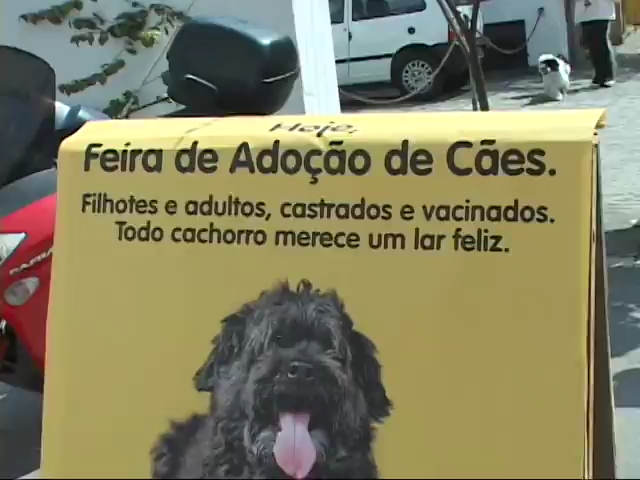 Hoje,
Feira de Adoção de Cães.
Filhotes e adultos, castrados e vacinados.
Todo cachorro merece um lar feliz.